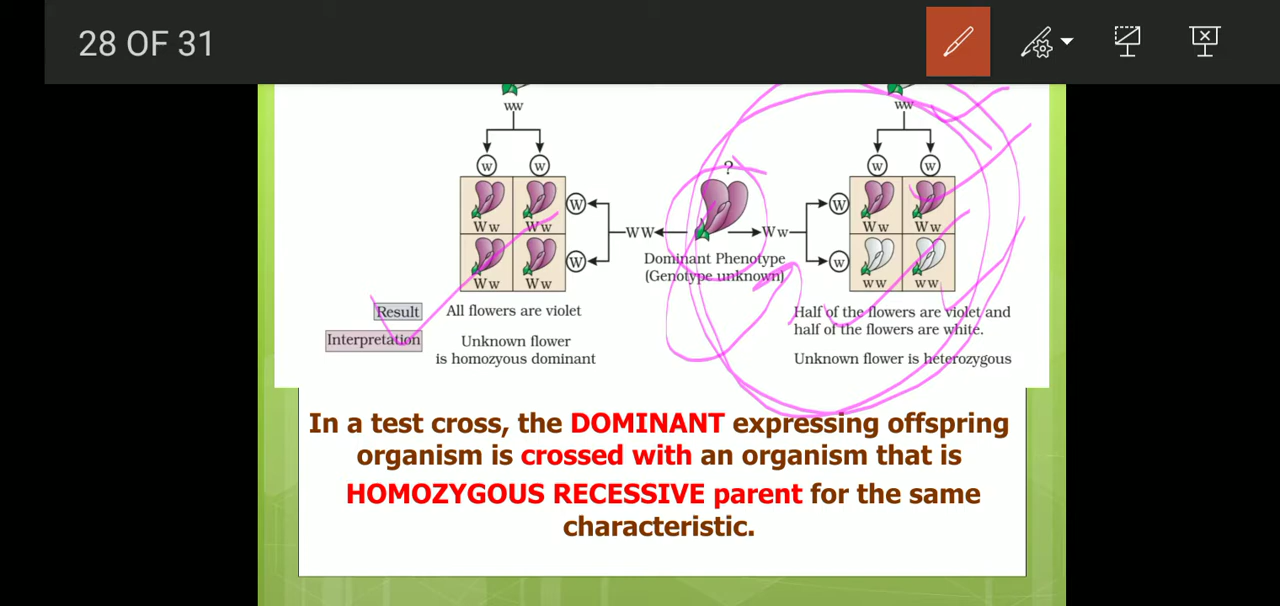 28 OF 31
ww
ww
w
w
w
w
?
Ww
Ww
W
WW
Ww
W
Ww
Ww
Dominant Phenotype
(Genotype unknown)
Ww
Ww
W
w
ww
ww
Result
All flowers are violet
Half of the flowers are violet and
half of the flowers are white.
Interpretation
Unknown flower
is homozyous dominant
Unknown flower is heterozygous
In a test cross, the DOMINANT expressing offspring
organism is crossed with an organism that is
HOMOZYGOUS RECESSIVE parent for the same
characteristic.